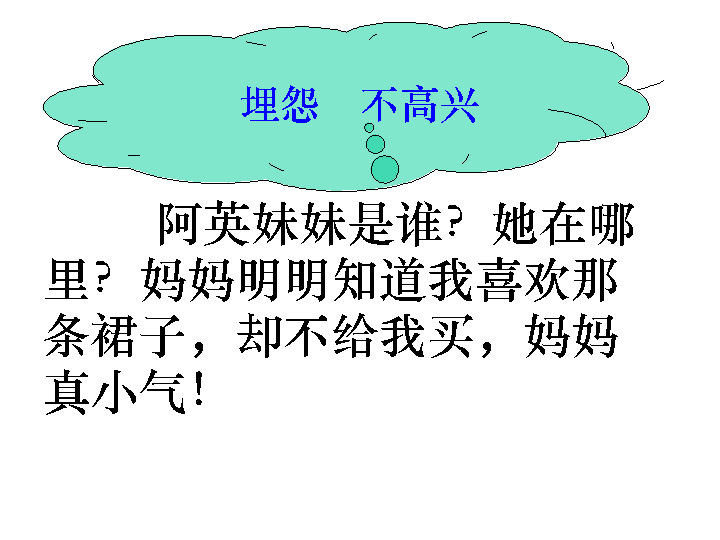 埋怨　不高兴
阿英妹妹是谁？她在哪
里？妈妈明明知道我喜欢那
条裙子，却不给我买，妈妈
真小气！